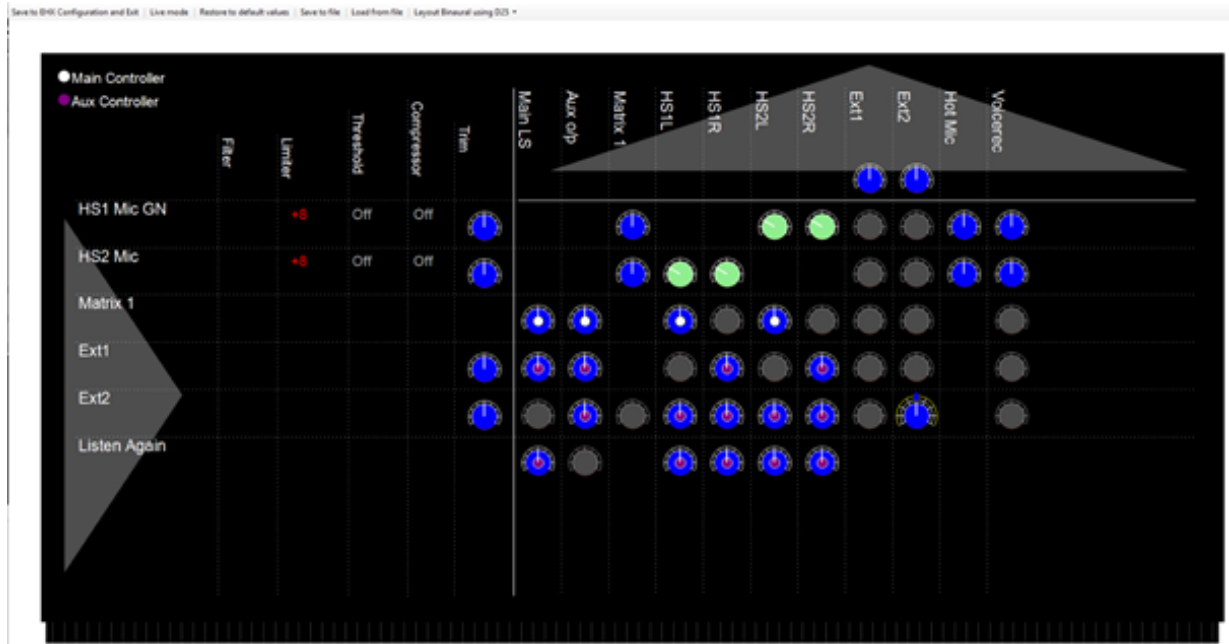 Save to EHX Configuration and Exit | Live mode | Restore to default values | Save to file | Load from file | Layout Binaural using D25
Main Controller
Aux Controller
Filter
Limiter
Threshold
Compressor
Trim
Main LS
Aux o/p
Matrix 1
HS1L
HS1R
HS2L
HS2R
Ext1
Ext2
Hot Mic
Voicerec
HS1 Mic GN +8 Off Off
HS2 Mic +8 Off Off
Matrix 1
Ext1
Ext2
Listen Again